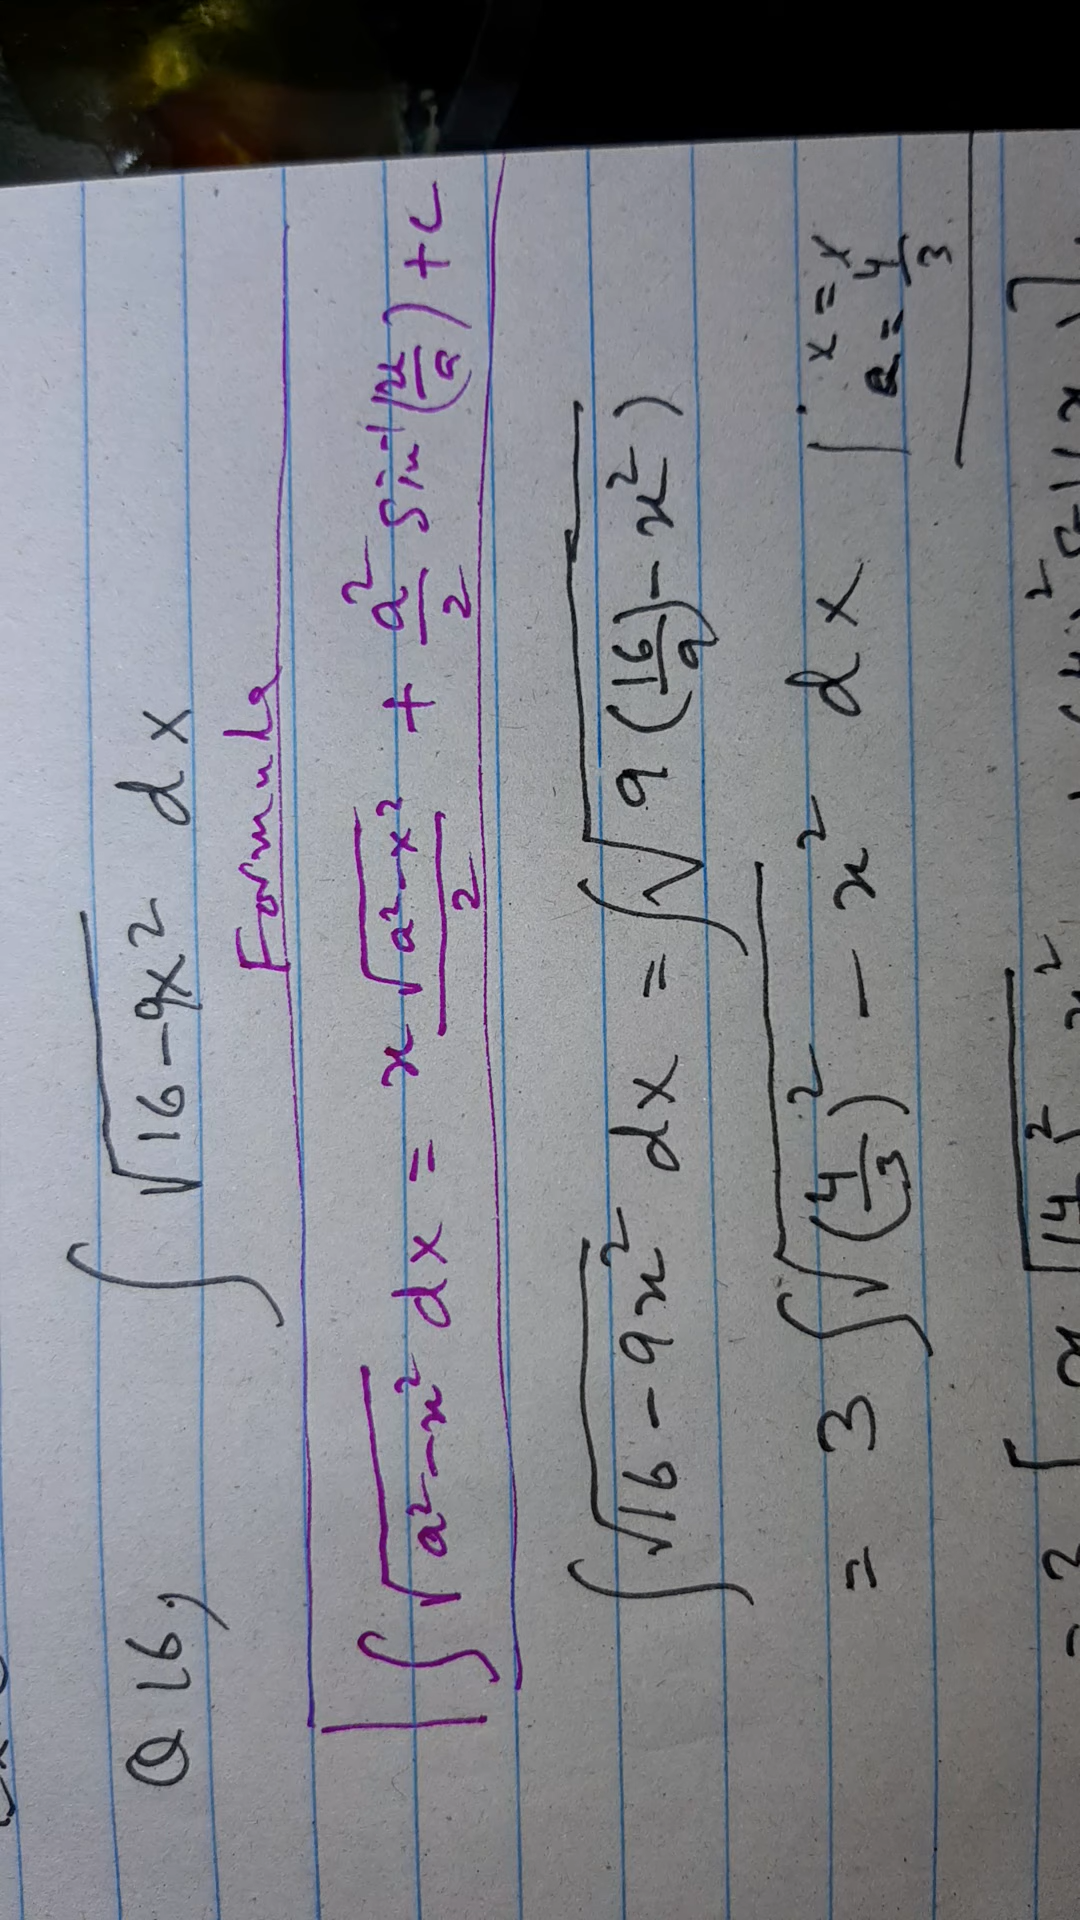 Q16, ∫√(16-9x²) dx
Formula
∫√(a²-x²) dx = x√(a²-x²)/2 + a²/2 sin⁻¹(x/a) + c
∫√(16-9x²) dx = ∫√(9(16/9)-x²)
= 3∫√((4/3)²-x²) dx [x = x
a = 4/3